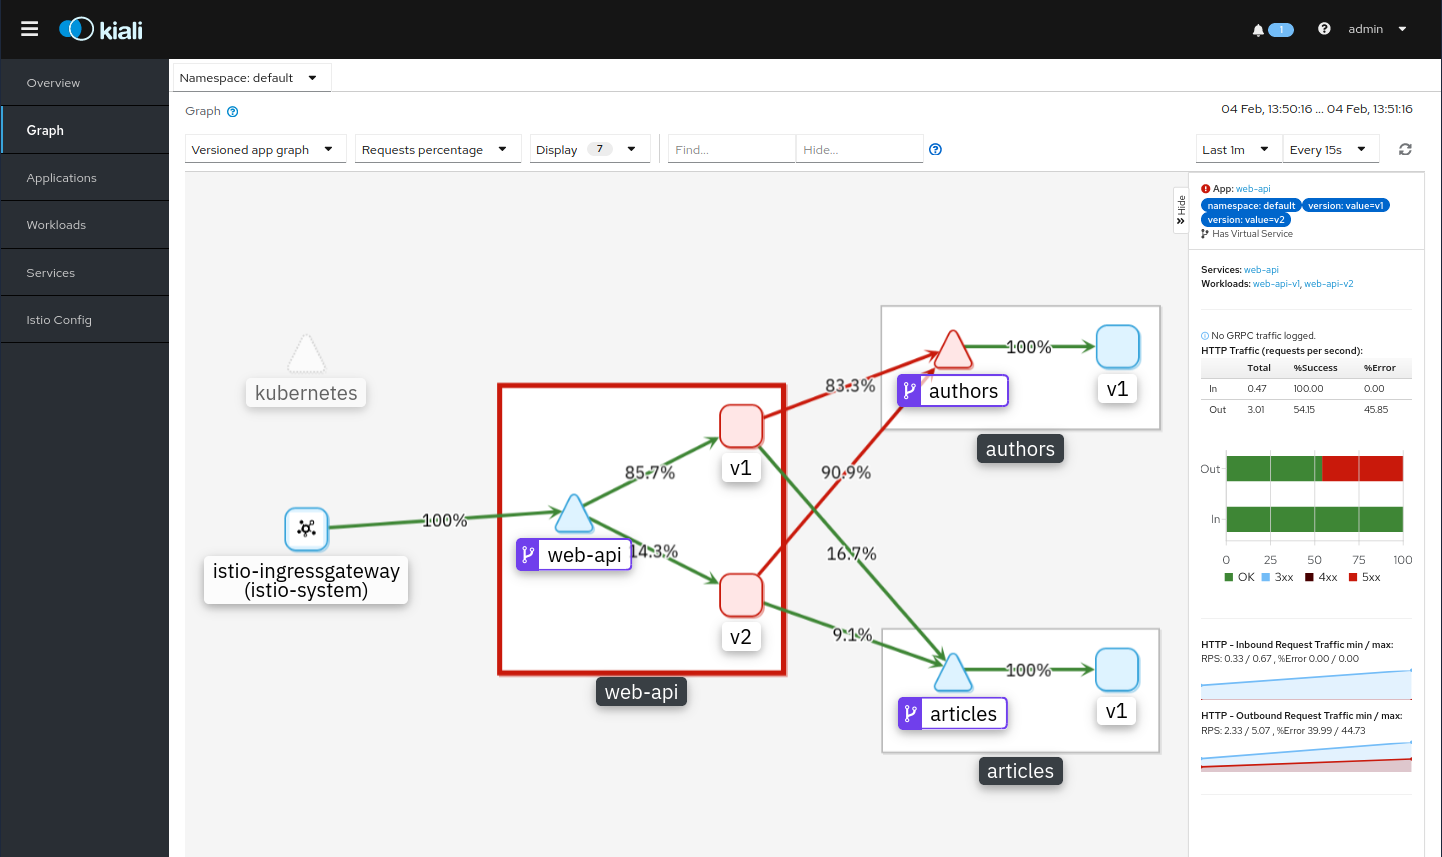 kiali
1
admin
Overview
Graph
Applications
Workloads
Services
Istio Config
Namespace: default
Graph
04 Feb, 13:50:16 ... 04 Feb, 13:51:16
Versioned app graph
Requests percentage
Display 7
Find...
Hide...
Last 1m
Every 15s
Hide
kubernetes
100%
istio-ingressgateway
(istio-system)
85.7%
14.3%
web-api
v1
v2
web-api
83.3%
90.9%
16.7%
9.1%
authors
100%
v1
authors
articles
100%
v1
articles
App: web-api
namespace: default version: value=v1
version: value=v2
Has Virtual Service
Services: web-api
Workloads: web-api-v1, web-api-v2
No GRPC traffic logged.
HTTP Traffic (requests per second):
Total %Success %Error
In 0.47 100.00 0.00
Out 3.01 54.15 45.85
Out
In
0 25 50 75 100
OK 3xx 4xx 5xx
HTTP - Inbound Request Traffic min / max:
RPS: 0.33 / 0.67 , %Error 0.00 / 0.00
HTTP - Outbound Request Traffic min / max:
RPS: 2.33 / 5.07 , %Error 39.99 / 44.73